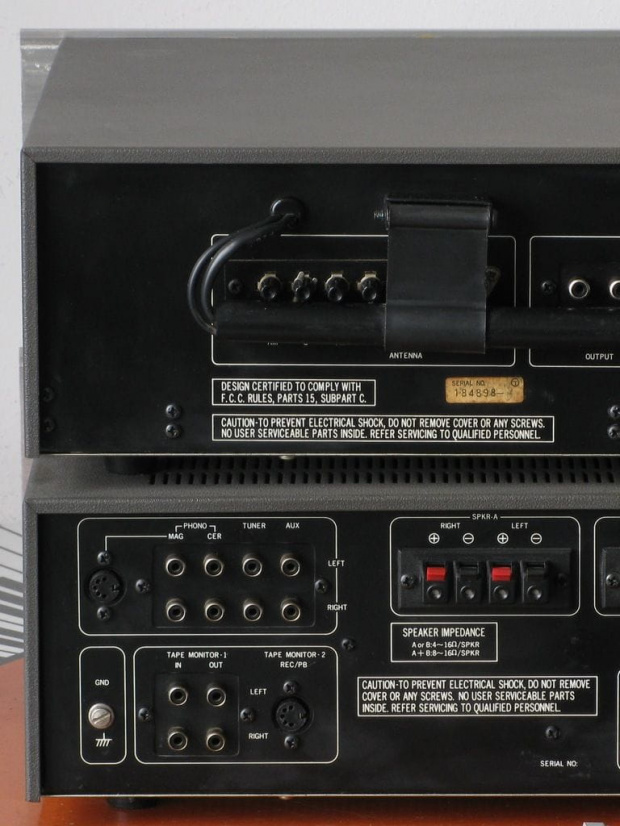 ANTENNA
OUTPUT
DESIGN CERTIFIED TO COMPLY WITH
F.C.C. RULES, PARTS 15, SUBPART C.
SERIAL NO.
CAUTION-TO PREVENT ELECTRICAL SHOCK, DO NOT REMOVE COVER OR ANY SCREWS.
NO USER SERVICEABLE PARTS INSIDE. REFER SERVICING TO QUALIFIED PERSONNEL.
PHONO
MAG CER TUNER AUX
LEFT
RIGHT
SPKR-A
RIGHT LEFT
⊕ ⊖ ⊕ ⊖
SPEAKER IMPEDANCE
A or B:4~16Ω/SPKR
A + B:8~16Ω/SPKR
GND
TAPE MONITOR-1 TAPE MONITOR-2
IN OUT REC/PB
LEFT
RIGHT
CAUTION-TO PREVENT ELECTRICAL SHOCK, DO NOT REMOVE
COVER OR ANY SCREWS. NO USER SERVICEABLE PARTS
INSIDE. REFER SERVICING TO QUALIFIED PERSONNEL.
SERIAL NO: